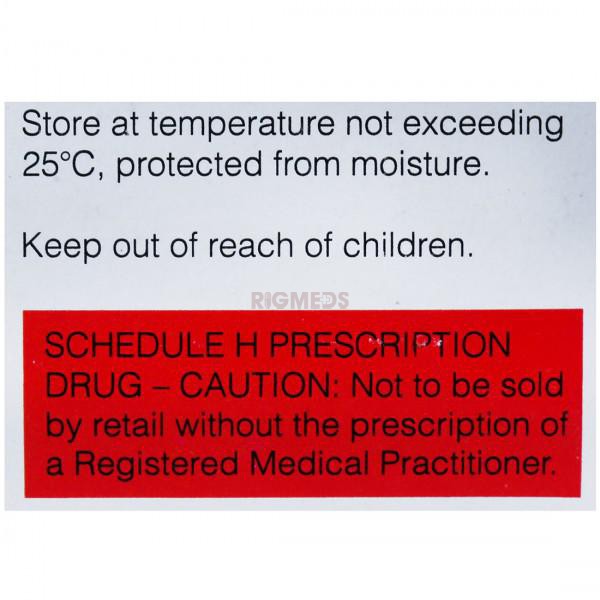 Store at temperature not exceeding
25°C, protected from moisture.
Keep out of reach of children.
RIGMEDS
SCHEDULE H PRESCRIPTION
DRUG – CAUTION: Not to be sold
by retail without the prescription of
a Registered Medical Practitioner.